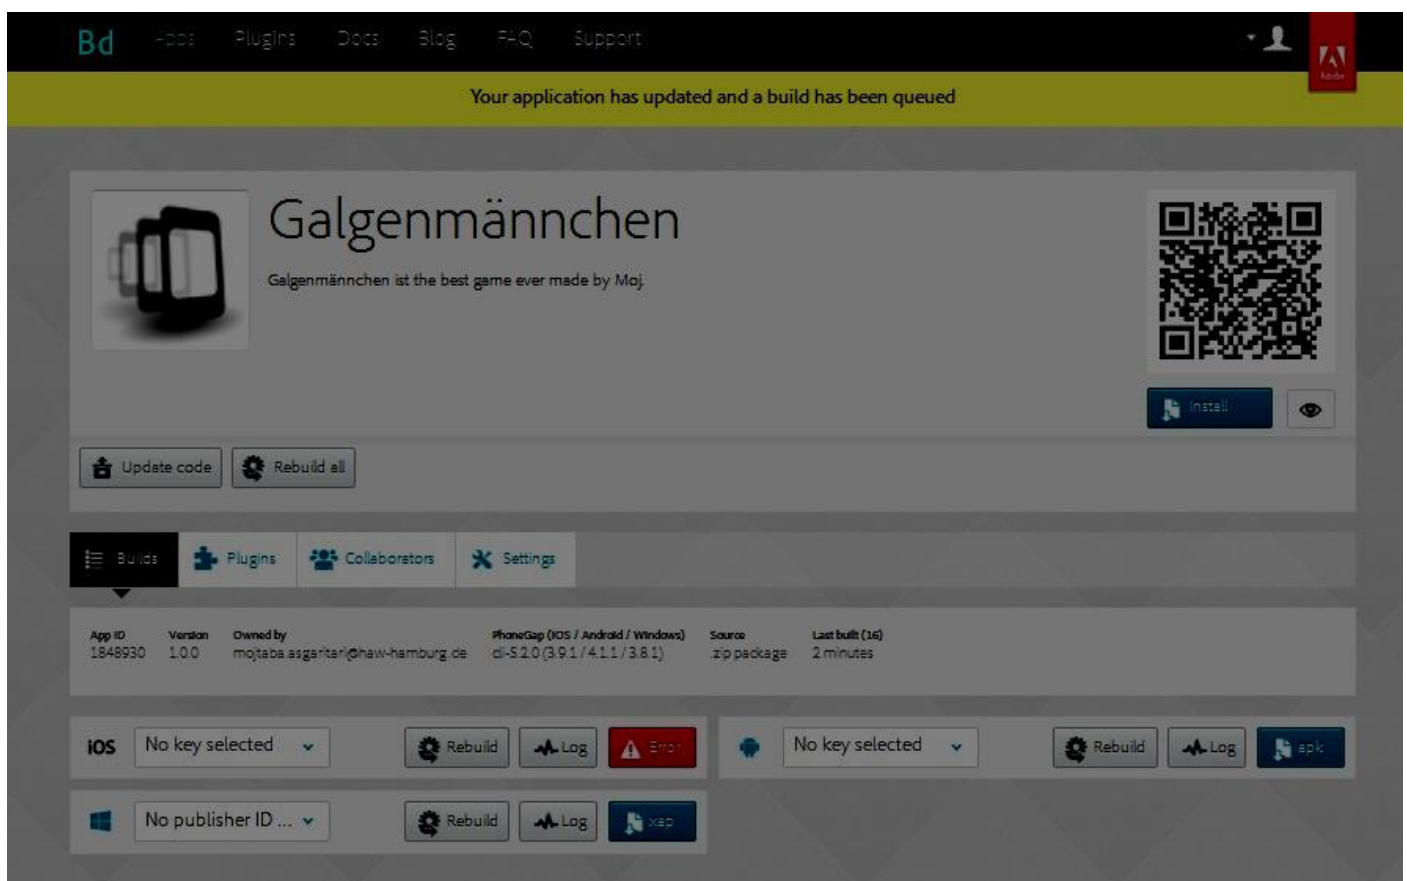 Bd Apps Plugins Docs Blog FAQ Support
Adobe
Your application has updated and a build has been queued
Galgenmännchen
Galgenmännchen ist the best game ever made by Moj.
Install
Update code Rebuild all
Builds Plugins Collaborators Settings
App ID Version Owned by PhoneGap (iOS / Android / Windows) Source Last built (16)
1848930 1.0.0 mojtaba.asgaritari@haw-hamburg.de cli-5.2.0 (3.9.1 / 4.1.1 / 3.8.1) .zip package 2 minutes
iOS No key selected Rebuild Log Error No key selected Rebuild Log apk
No publisher ID ... Rebuild Log xap